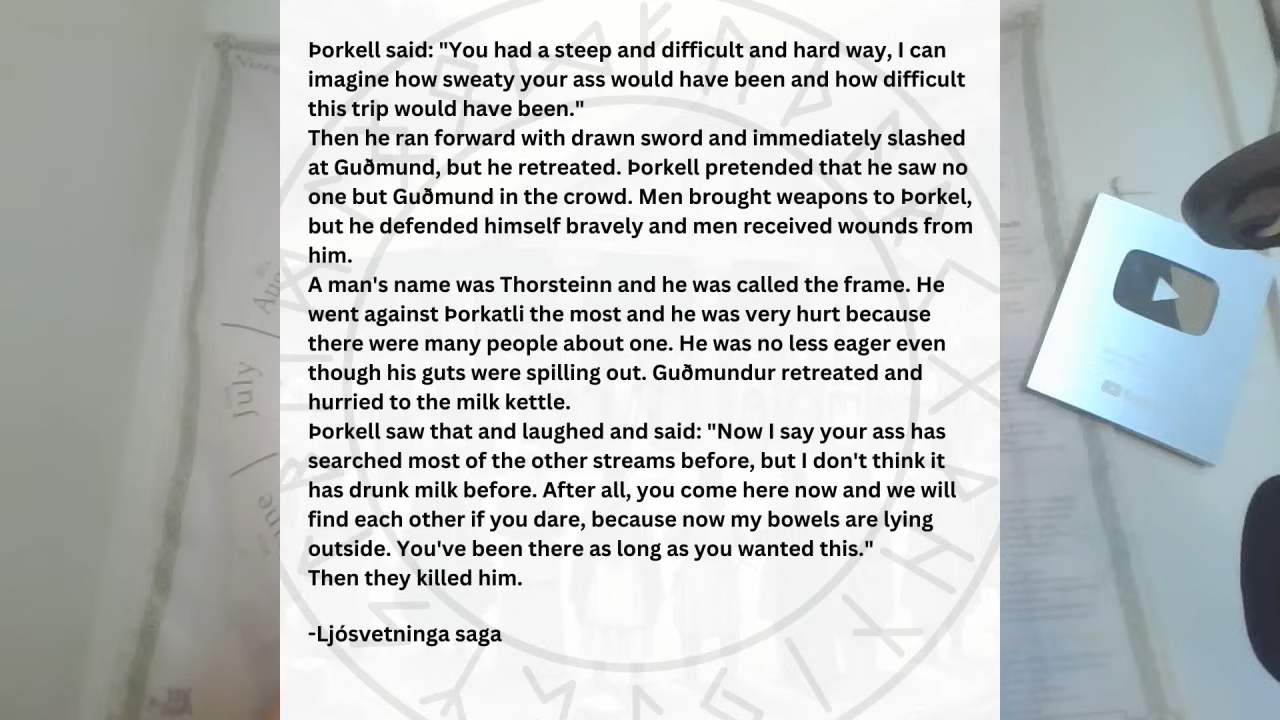 Þorkell said: "You had a steep and difficult and hard way, I can
imagine how sweaty your ass would have been and how difficult
this trip would have been."
Then he ran forward with drawn sword and immediately slashed
at Guðmund, but he retreated. Þorkell pretended that he saw no
one but Guðmund in the crowd. Men brought weapons to Þorkel,
but he defended himself bravely and men received wounds from
him.
A man's name was Thorsteinn and he was called the frame. He
went against Þorkatli the most and he was very hurt because
there were many people about one. He was no less eager even
though his guts were spilling out. Guðmundur retreated and
hurried to the milk kettle.
Þorkell saw that and laughed and said: "Now I say your ass has
searched most of the other streams before, but I don't think it
has drunk milk before. After all, you come here now and we will
find each other if you dare, because now my bowels are lying
outside. You've been there as long as you wanted this."
Then they killed him.
-Ljósvetninga saga
July